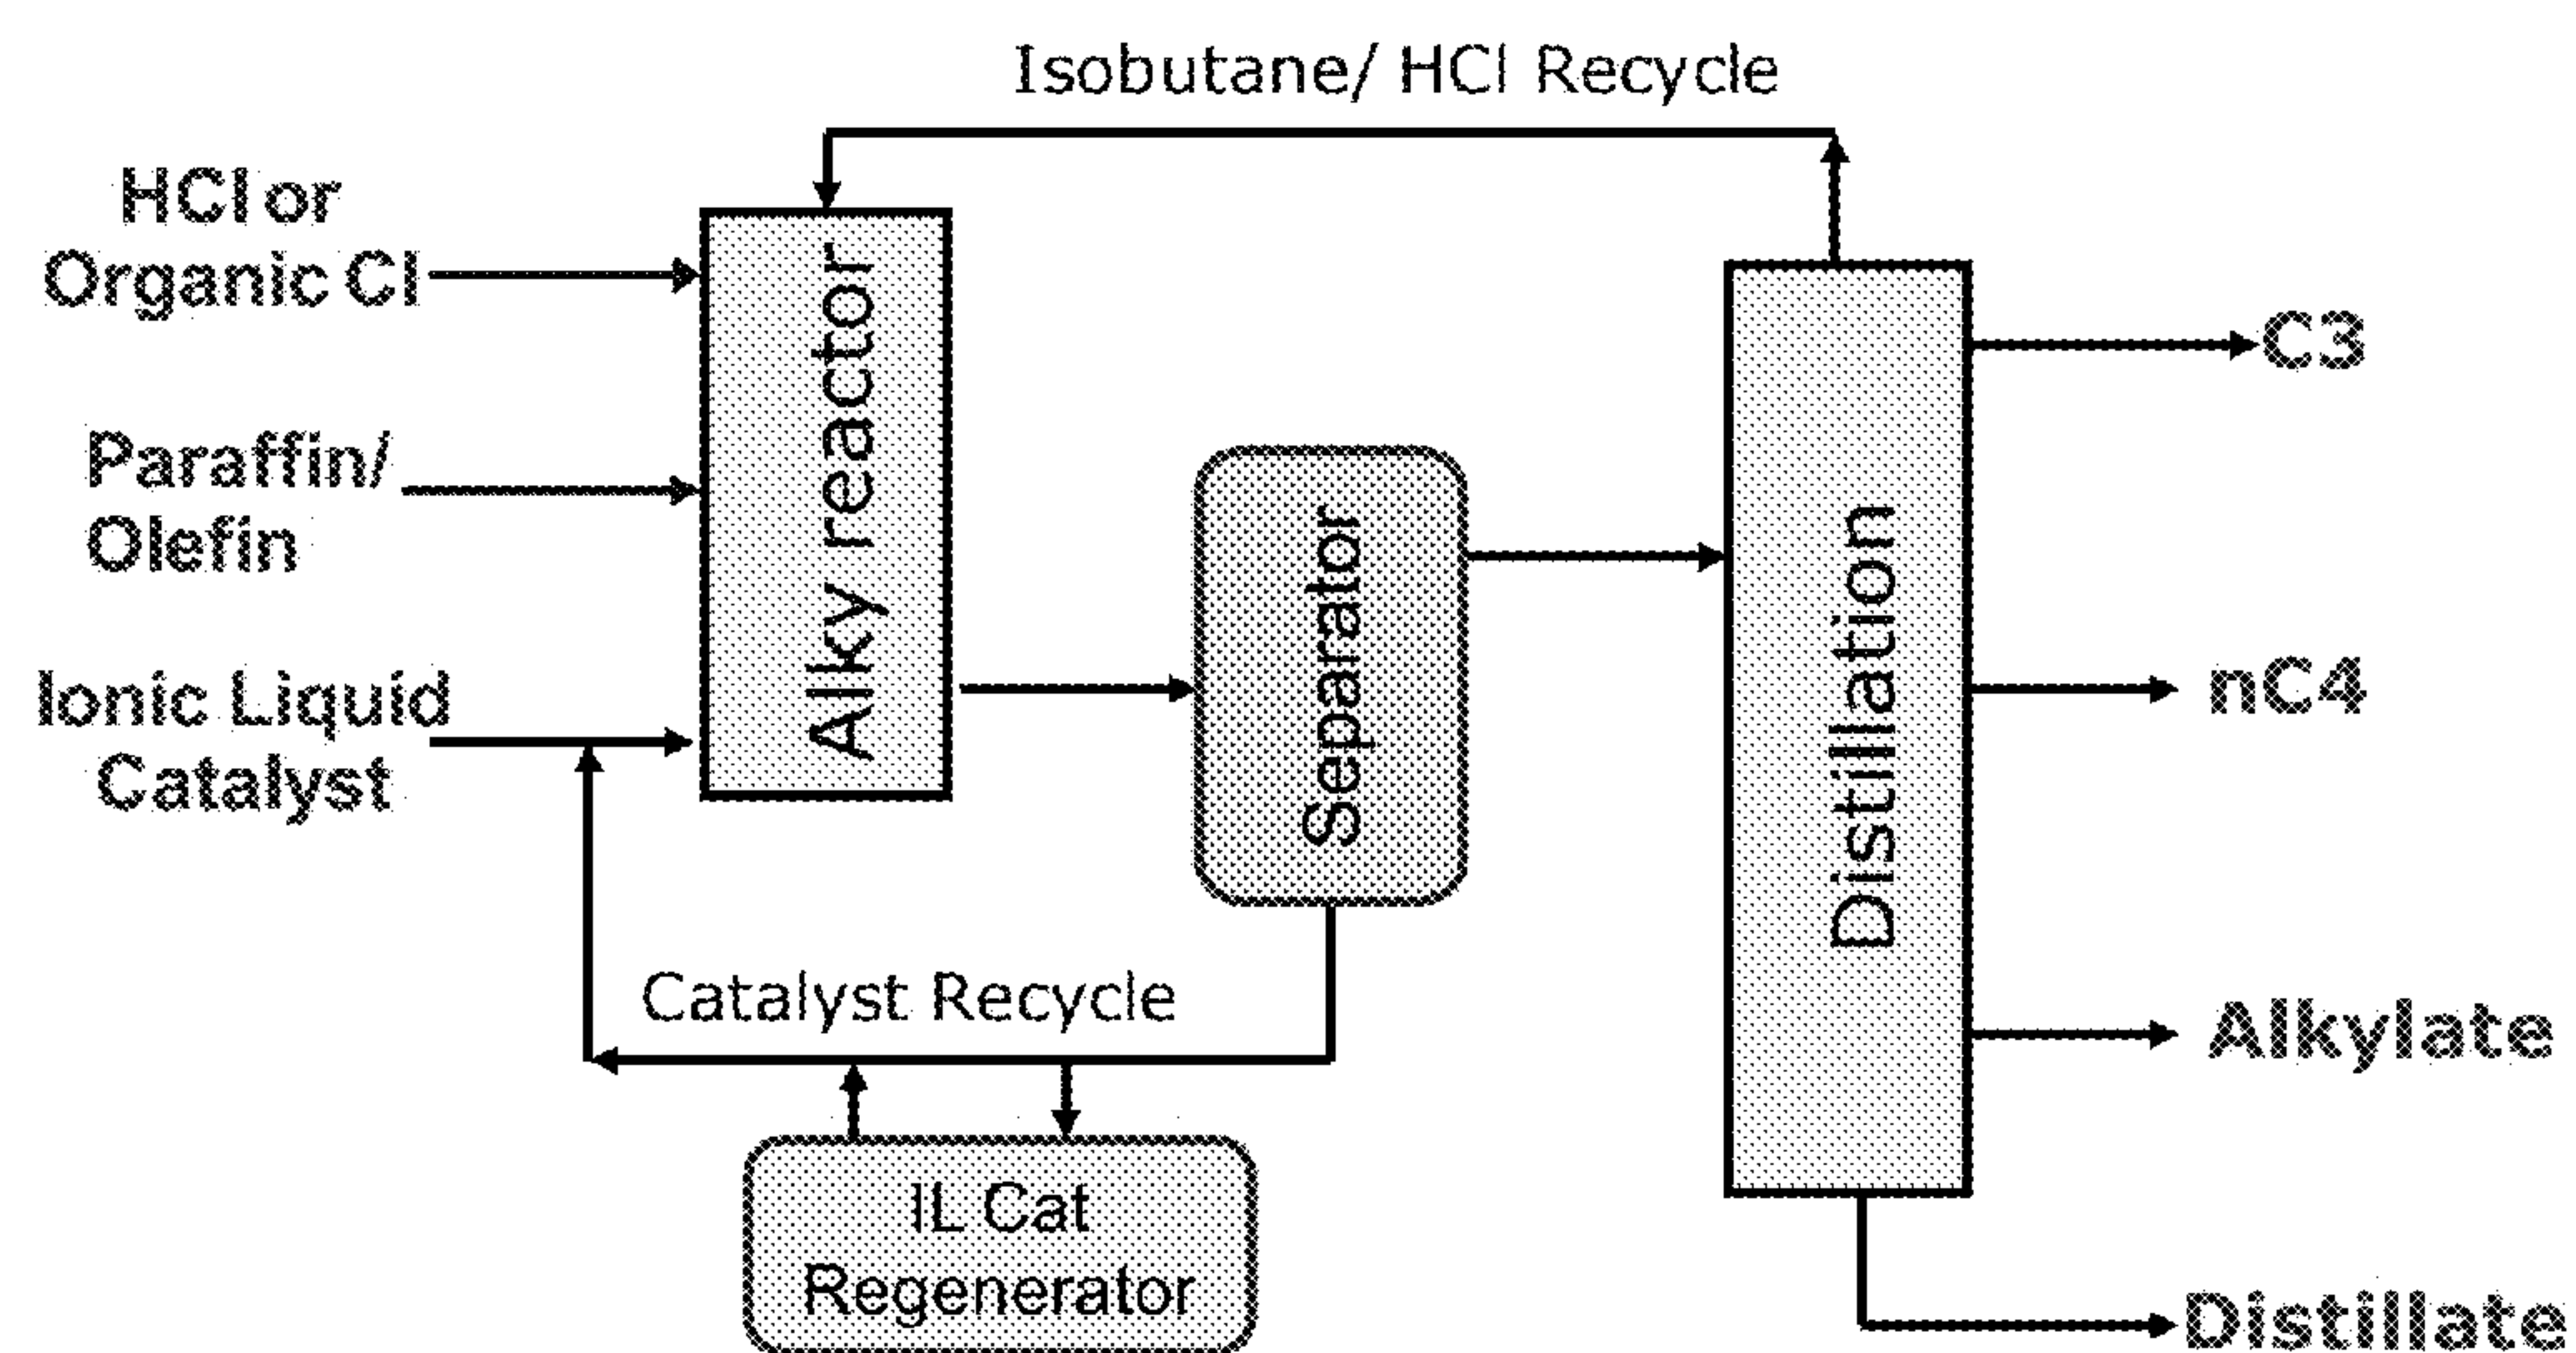 Isobutane/ HCl Recycle
HCl or
Organic Cl
Paraffin/
Olefin
Ionic Liquid
Catalyst
Alky reactor
Separator
Distillation
C3
nC4
Alkylate
Distillate
Catalyst Recycle
IL Cat
Regenerator